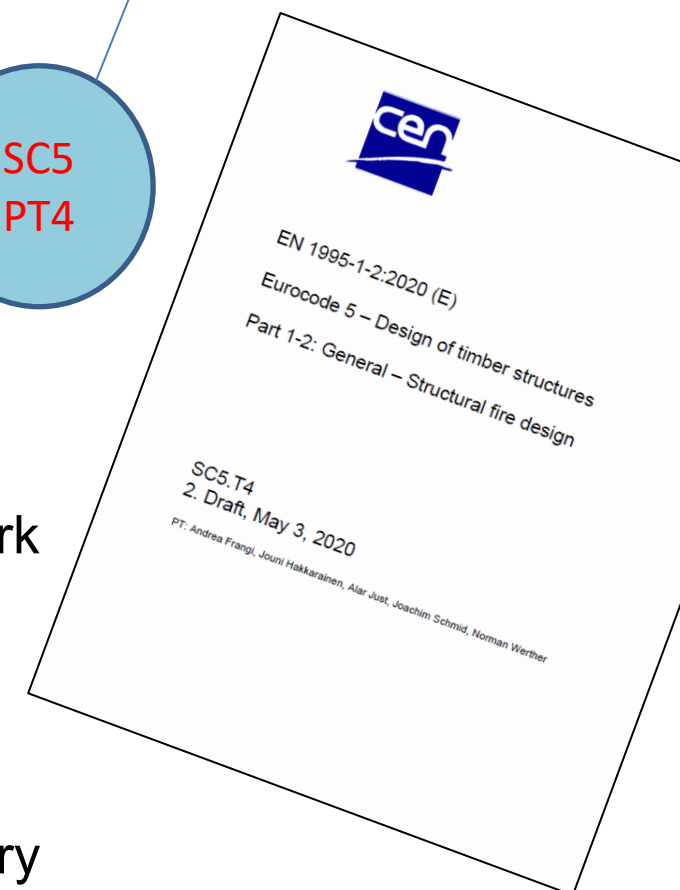 cen
SC5
PT4
EN 1995-1-2:2020 (E)
Eurocode 5 – Design of timber structures
Part 1-2: General – Structural fire design
SC5.T4
2. Draft, May 3, 2020
PT: Andrea Frangi, Jouni Hakkarainen, Alar Just, Joachim Schmid, Norman Werther
rk
ry